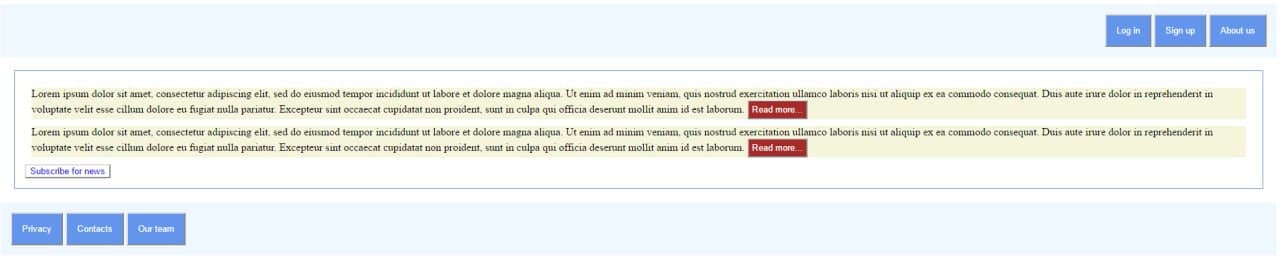 Log in Sign up About us
Lorem ipsum dolor sit amet, consectetur adipiscing elit, sed do eiusmod tempor incididunt ut labore et dolore magna aliqua. Ut enim ad minim veniam, quis nostrud exercitation ullamco laboris nisi ut aliquip ex ea commodo consequat. Duis aute irure dolor in reprehenderit in
voluptate velit esse cillum dolore eu fugiat nulla pariatur. Excepteur sint occaecat cupidatat non proident, sunt in culpa qui officia deserunt mollit anim id est laborum. Read more...
Lorem ipsum dolor sit amet, consectetur adipiscing elit, sed do eiusmod tempor incididunt ut labore et dolore magna aliqua. Ut enim ad minim veniam, quis nostrud exercitation ullamco laboris nisi ut aliquip ex ea commodo consequat. Duis aute irure dolor in reprehenderit in
voluptate velit esse cillum dolore eu fugiat nulla pariatur. Excepteur sint occaecat cupidatat non proident, sunt in culpa qui officia deserunt mollit anim id est laborum. Read more...
Subscribe for news
Privacy Contacts Our team